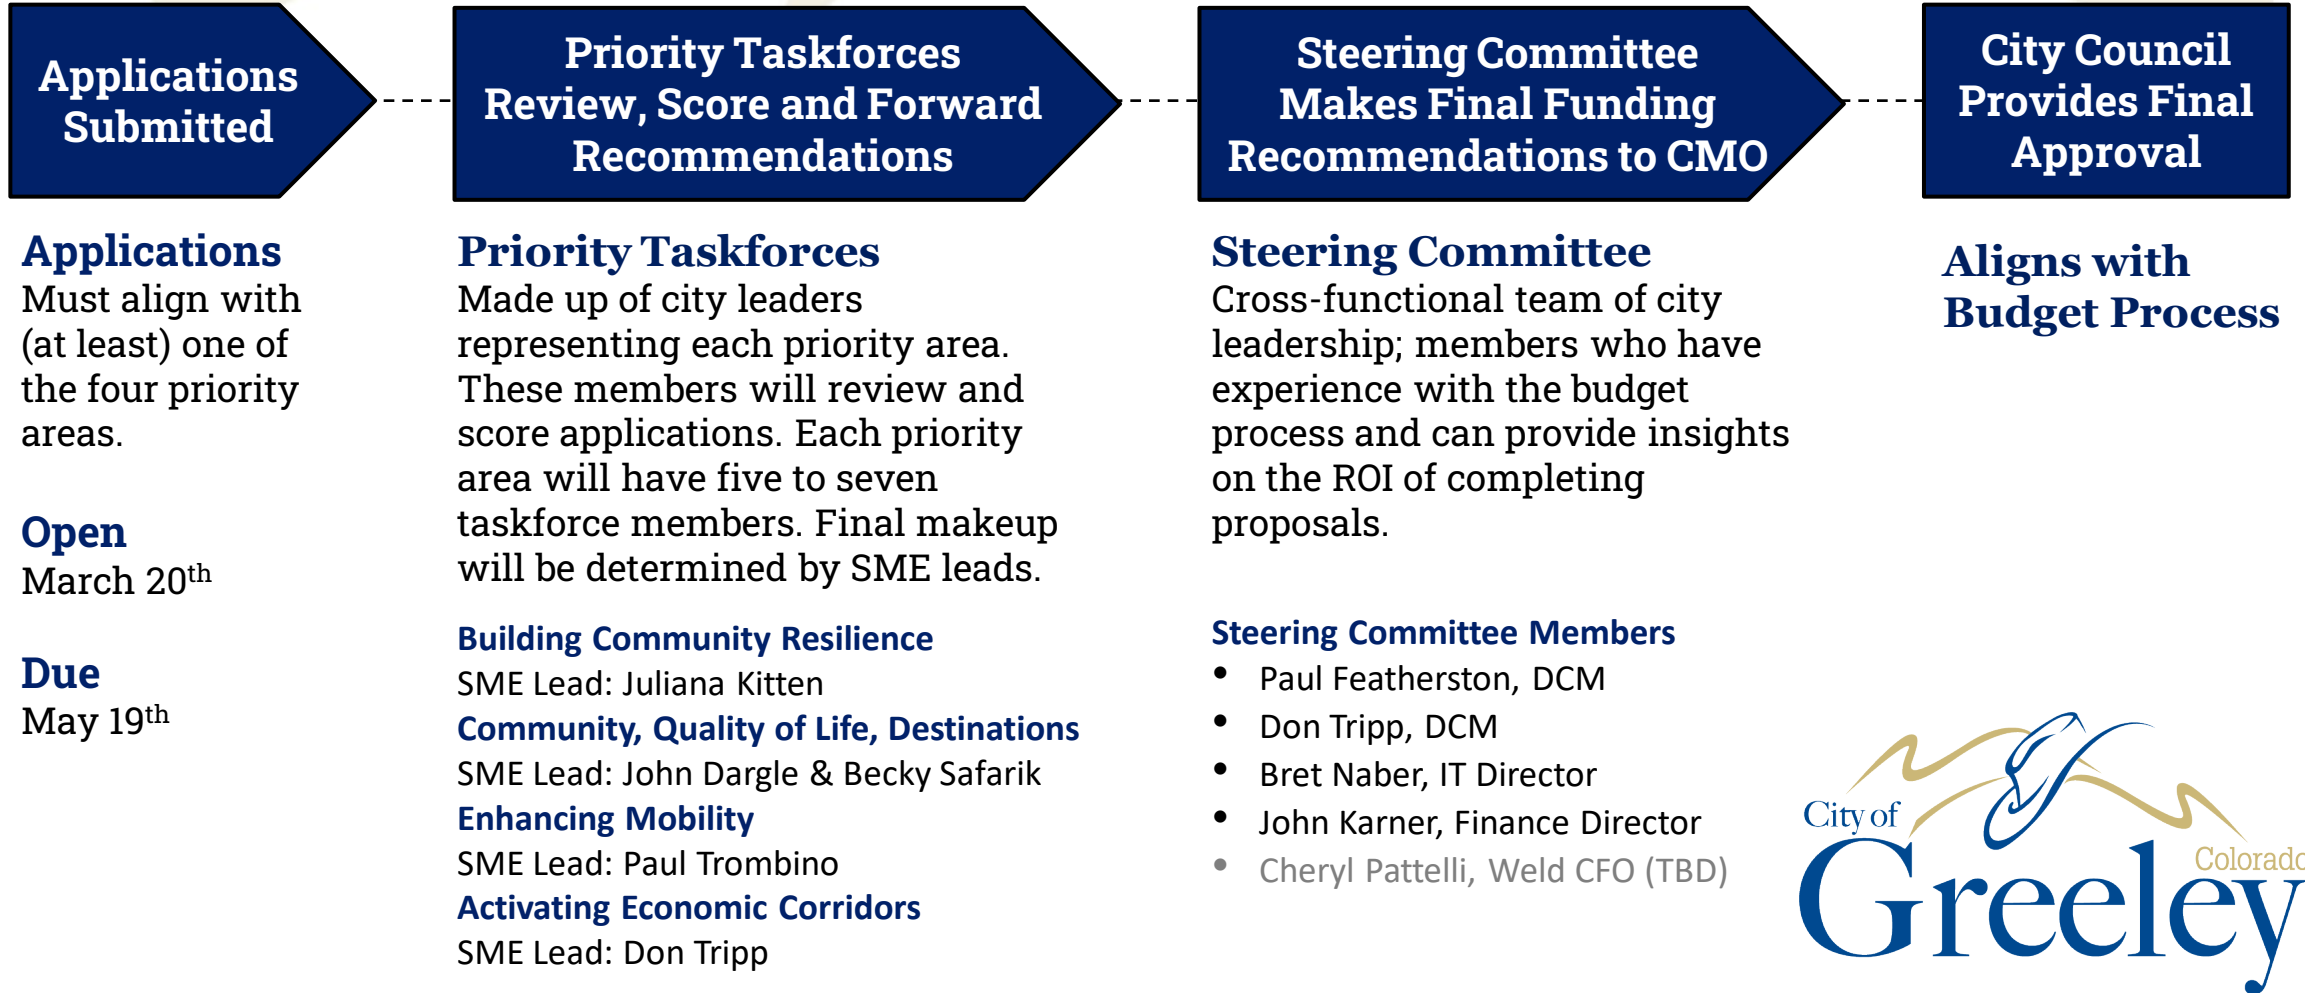 Applications
Submitted
Priority Taskforces
Review, Score and Forward
Recommendations
Steering Committee
Makes Final Funding
Recommendations to CMO
City Council
Provides Final
Approval
Applications
Must align with
(at least) one of
the four priority
areas.
Open
March 20th
Due
May 19th
Priority Taskforces
Made up of city leaders
representing each priority area.
These members will review and
score applications. Each priority
area will have five to seven
taskforce members. Final makeup
will be determined by SME leads.
Building Community Resilience
SME Lead: Juliana Kitten
Community, Quality of Life, Destinations
SME Lead: John Dargle & Becky Safarik
Enhancing Mobility
SME Lead: Paul Trombino
Activating Economic Corridors
SME Lead: Don Tripp
Steering Committee
Cross-functional team of city
leadership; members who have
experience with the budget
process and can provide insights
on the ROI of completing
proposals.
Steering Committee Members
• Paul Featherston, DCM
• Don Tripp, DCM
• Bret Naber, IT Director
• John Karner, Finance Director
• Cheryl Pattelli, Weld CFO (TBD)
Aligns with
Budget Process
City of
Greeley
Colorado